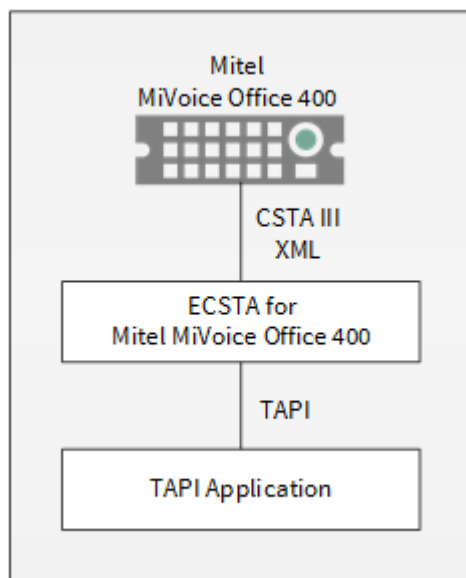 Mitel
MiVoice Office 400
CSTA III
XML
ECSTA for
Mitel MiVoice Office 400
TAPI
TAPI Application